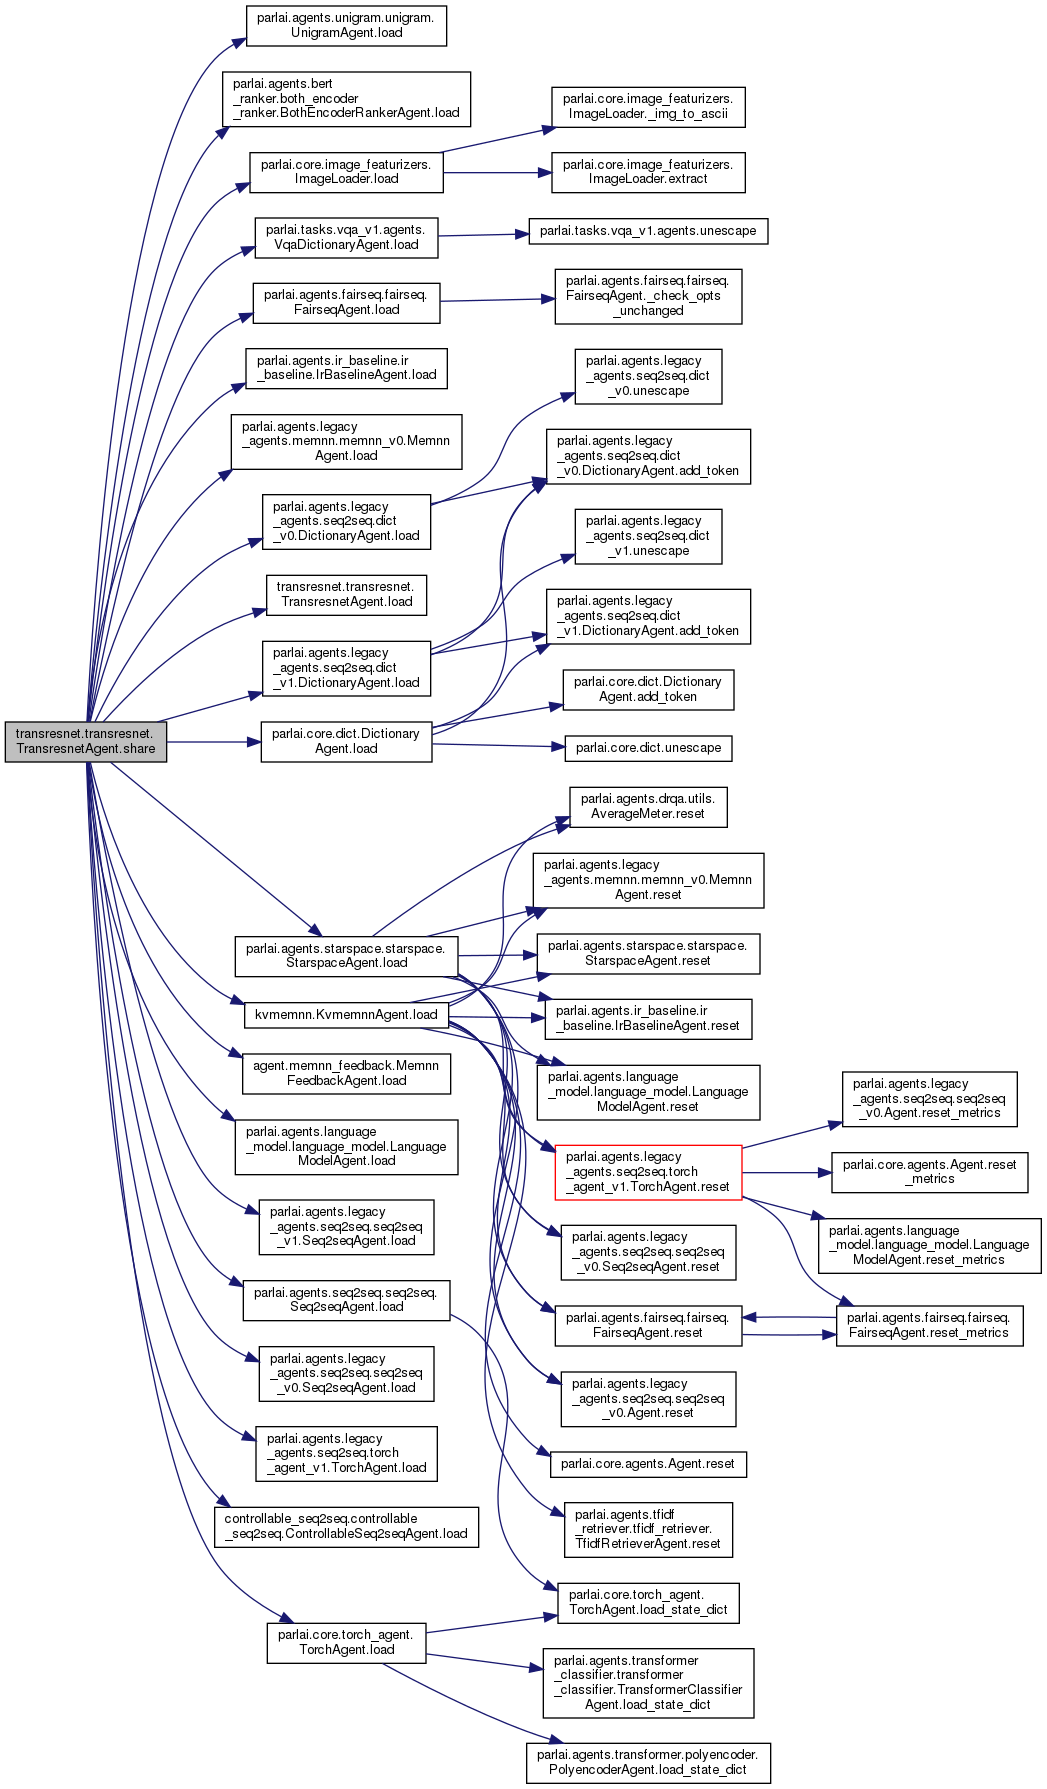 parlai.agents.unigram.unigram.
UnigramAgent.load
parlai.agents.bert
_ranker.both_encoder
_ranker.BothEncoderRankerAgent.load
parlai.core.image_featurizers.
ImageLoader._img_to_ascii
parlai.core.image_featurizers.
ImageLoader.load
parlai.core.image_featurizers.
ImageLoader.extract
parlai.tasks.vqa_v1.agents.
VqaDictionaryAgent.load
parlai.tasks.vqa_v1.agents.unescape
parlai.agents.fairseq.fairseq.
FairseqAgent.load
parlai.agents.fairseq.fairseq.
FairseqAgent._check_opts
_unchanged
parlai.agents.ir_baseline.ir
_baseline.IrBaselineAgent.load
parlai.agents.legacy
_agents.seq2seq.dict
_v0.unescape
parlai.agents.legacy
_agents.memnn.memnn_v0.Memnn
Agent.load
parlai.agents.legacy
_agents.seq2seq.dict
_v0.DictionaryAgent.add_token
parlai.agents.legacy
_agents.seq2seq.dict
_v0.DictionaryAgent.load
parlai.agents.legacy
_agents.seq2seq.dict
_v1.unescape
transresnet.transresnet.
TransresnetAgent.load
parlai.agents.legacy
_agents.seq2seq.dict
_v1.DictionaryAgent.add_token
parlai.agents.legacy
_agents.seq2seq.dict
_v1.DictionaryAgent.load
parlai.core.dict.Dictionary
Agent.add_token
transresnet.transresnet.
TransresnetAgent.share
parlai.core.dict.Dictionary
Agent.load
parlai.core.dict.unescape
parlai.agents.drqa.utils.
AverageMeter.reset
parlai.agents.legacy
_agents.memnn.memnn_v0.Memnn
Agent.reset
parlai.agents.starspace.starspace.
StarspaceAgent.load
parlai.agents.starspace.starspace.
StarspaceAgent.reset
kvmemnn.KvmemnnAgent.load
parlai.agents.ir_baseline.ir
_baseline.IrBaselineAgent.reset
agent.memnn_feedback.Memnn
FeedbackAgent.load
parlai.agents.language
_model.language_model.Language
ModelAgent.reset
parlai.agents.legacy
_agents.seq2seq.seq2seq
_v0.Agent.reset_metrics
parlai.agents.language
_model.language_model.Language
ModelAgent.load
parlai.agents.legacy
_agents.seq2seq.torch
_agent_v1.TorchAgent.reset
parlai.core.agents.Agent.reset
_metrics
parlai.agents.legacy
_agents.seq2seq.seq2seq
_v1.Seq2seqAgent.load
parlai.agents.legacy
_agents.seq2seq.seq2seq
_v0.Seq2seqAgent.reset
parlai.agents.language
_model.language_model.Language
ModelAgent.reset_metrics
parlai.agents.seq2seq.seq2seq.
Seq2seqAgent.load
parlai.agents.fairseq.fairseq.
FairseqAgent.reset
parlai.agents.fairseq.fairseq.
FairseqAgent.reset_metrics
parlai.agents.legacy
_agents.seq2seq.seq2seq
_v0.Seq2seqAgent.load
parlai.agents.legacy
_agents.seq2seq.seq2seq
_v0.Agent.reset
parlai.agents.legacy
_agents.seq2seq.torch
_agent_v1.TorchAgent.load
parlai.core.agents.Agent.reset
controllable_seq2seq.controllable
_seq2seq.ControllableSeq2seqAgent.load
parlai.agents.tfidf
_retriever.tfidf_retriever.
TfidfRetrieverAgent.reset
parlai.core.torch_agent.
TorchAgent.load_state_dict
parlai.core.torch_agent.
TorchAgent.load
parlai.agents.transformer
_classifier.transformer
_classifier.TransformerClassifier
Agent.load_state_dict
parlai.agents.transformer.polyencoder.
PolyencoderAgent.load_state_dict